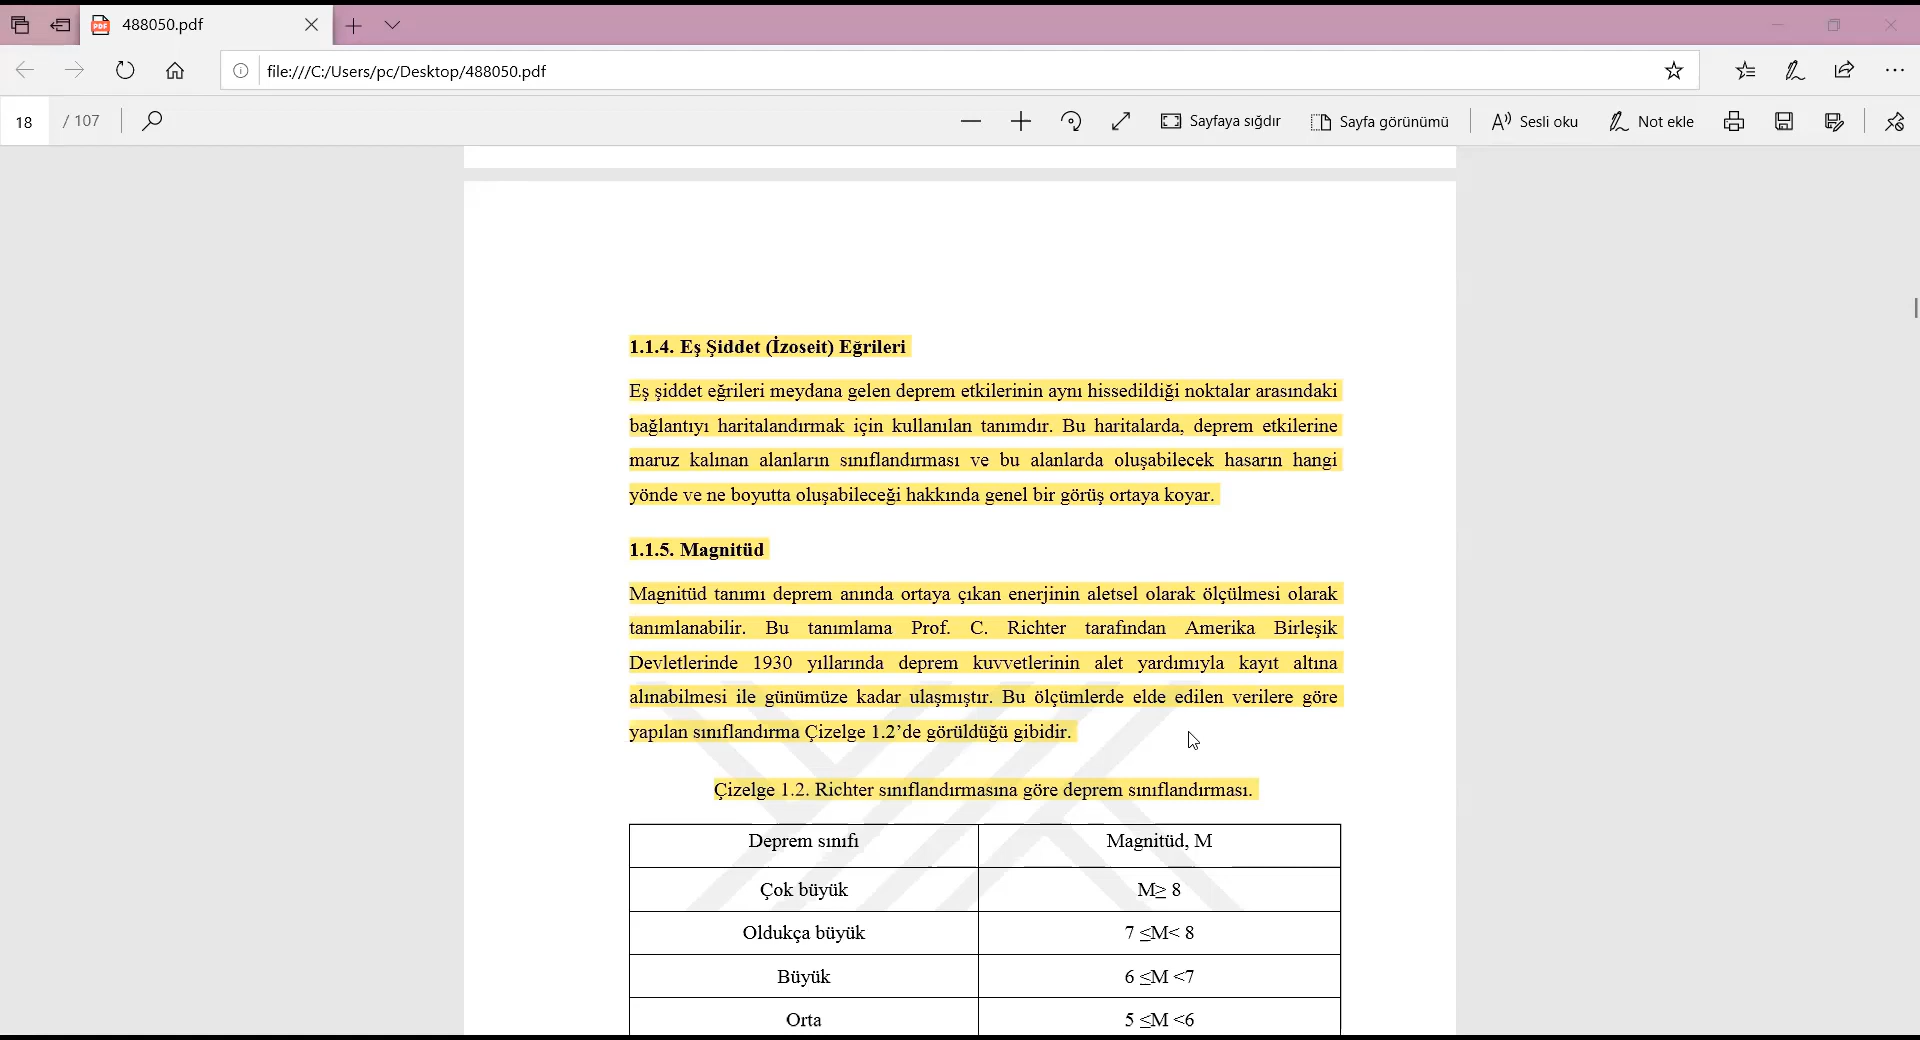 488050.pdf
file:///C:/Users/pc/Desktop/488050.pdf
18 / 107
Sayfaya sığdır
Sayfa görünümü
Sesli oku
Not ekle
1.1.4. Eş Şiddet (İzoseit) Eğrileri
Eş şiddet eğrileri meydana gelen deprem etkilerinin aynı hissedildiği noktalar arasındaki
bağlantıyı haritalandırmak için kullanılan tanımdır. Bu haritalarda, deprem etkilerine
maruz kalınan alanların sınıflandırması ve bu alanlarda oluşabilecek hasarın hangi
yönde ve ne boyutta oluşabileceği hakkında genel bir görüş ortaya koyar.
1.1.5. Magnitüd
Magnitüd tanımı deprem anında ortaya çıkan enerjinin aletsel olarak ölçülmesi olarak
tanımlanabilir. Bu tanımlama Prof. C. Richter tarafından Amerika Birleşik
Devletlerinde 1930 yıllarında deprem kuvvetlerinin alet yardımıyla kayıt altına
alınabilmesi ile günümüze kadar ulaşmıştır. Bu ölçümlerde elde edilen verilere göre
yapılan sınıflandırma Çizelge 1.2’de görüldüğü gibidir.
Çizelge 1.2. Richter sınıflandırmasına göre deprem sınıflandırması.
Deprem sınıfı Magnitüd, M
Çok büyük M≥ 8
Oldukça büyük 7 ≤M< 8
Büyük 6 ≤M <7
Orta 5 ≤M <6